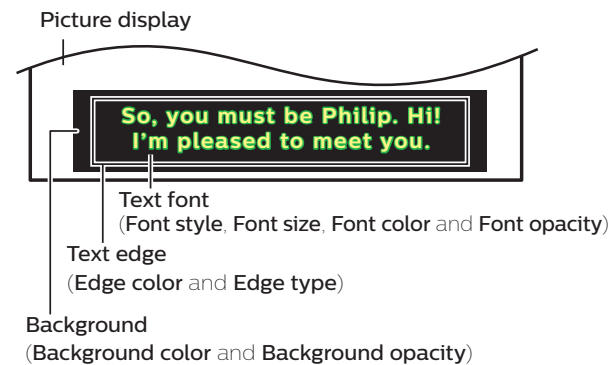 Picture display
So, you must be Philip. Hi!
I’m pleased to meet you.
Text font
(Font style, Font size, Font color and Font opacity)
Text edge
(Edge color and Edge type)
Background
(Background color and Background opacity)